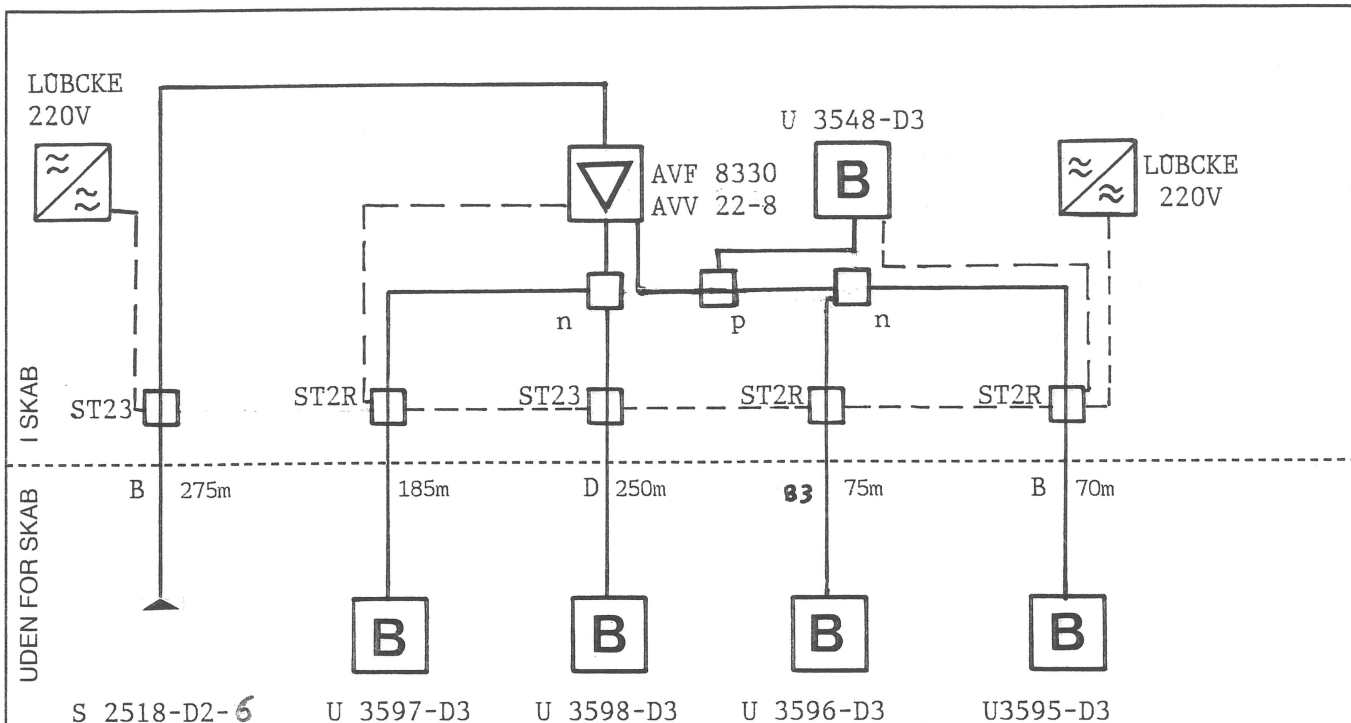 LÜBCKE
220V
U 3548-D3
B
AVF 8330
AVV 22-8
LÜBCKE
220V
n
p
n
ST23
ST2R
ST23
ST2R
ST2R
I SKAB
UDEN FOR SKAB
B 275m
185m
D 250m
B3 75m
B 70m
B
B
B
B
S 2518-D2-6
U 3597-D3
U 3598-D3
U 3596-D3
U3595-D3